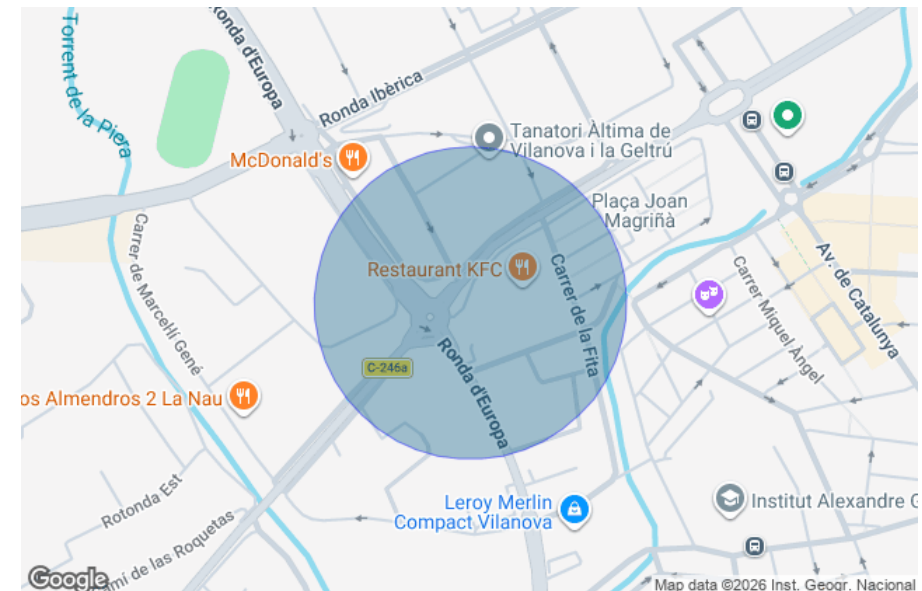 Torrent de la Piera
Ronda d'Europa
Ronda Ibèrica
McDonald's
Tanatori Àltima de
Vilanova i la Geltrú
Plaça Joan
Magriñà
Restaurant KFC
Carrer de la Fita
Carrer de Marcel·lí Gené
Carrer Miquel Àngel
Av. de Catalunya
C-246a
Ronda d'Europa
os Almendros 2 La Nau
Rotonda Est
Leroy Merlin
Compact Vilanova
Institut Alexandre G
amí de las Roquetas
Google
Map data ©2026 Inst. Geogr. Nacional